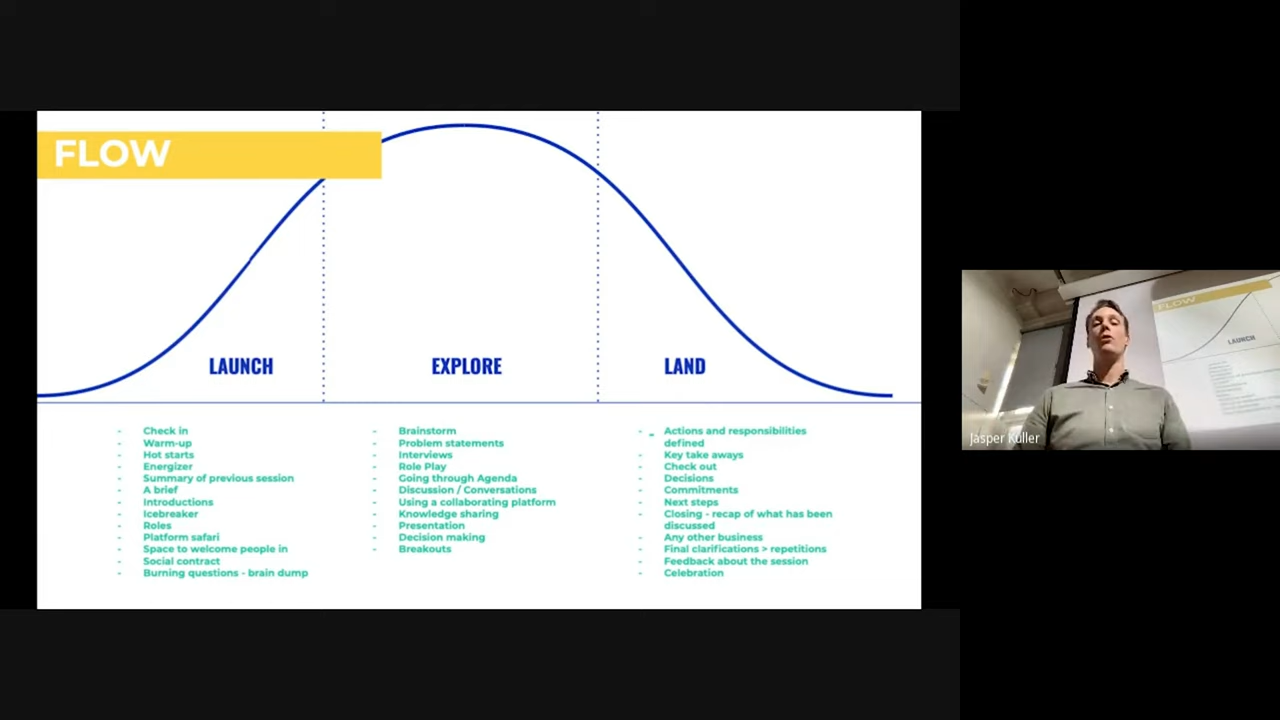 FLOW
LAUNCH
EXPLORE
LAND
- Check in
- Warm-up
- Hot starts
- Energizer
- Summary of previous session
- A brief
- Introductions
- Icebreaker
- Roles
- Platform safari
- Space to welcome people in
- Social contract
- Burning questions - brain dump
- Brainstorm
- Problem statements
- Interviews
- Role Play
- Going through Agenda
- Discussion / Conversations
- Using a collaborating platform
- Knowledge sharing
- Presentation
- Decision making
- Breakouts
- Actions and responsibilities
defined
- Key take aways
- Check out
- Decisions
- Commitments
- Next steps
- Closing - recap of what has been
discussed
- Any other business
- Final clarifications > repetitions
- Feedback about the session
- Celebration
FLOW
LAUNCH
Jasper Kuller